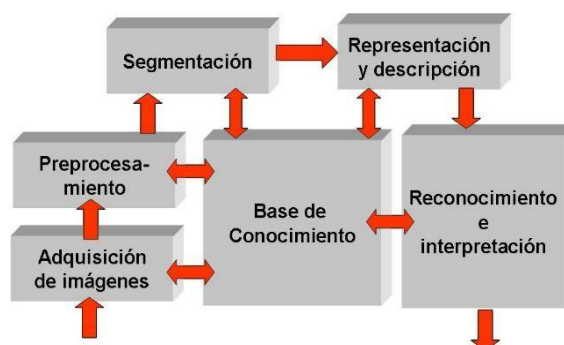 Segmentación
Representación
y descripción
Preprocesa-
miento
Base de
Conocimiento
Reconocimiento
e
interpretación
Adquisición
de imágenes